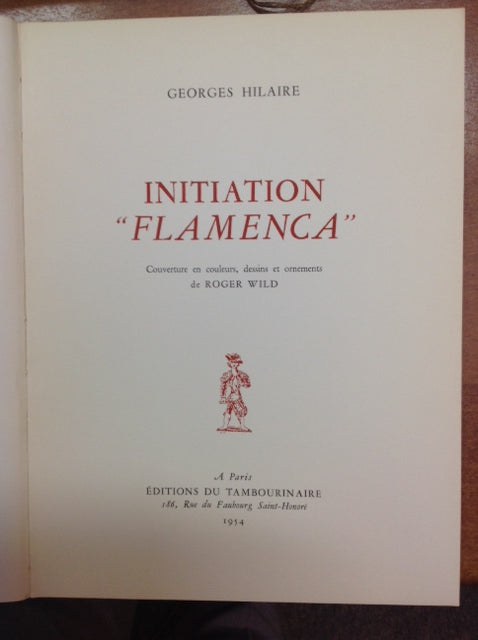 GEORGES HILAIRE
INITIATION
“FLAMENCA”
Couverture en couleurs, dessins et ornements
de ROGER WILD
A Paris
ÉDITIONS DU TAMBOURINAIRE
186, Rue du Faubourg Saint-Honoré
1954